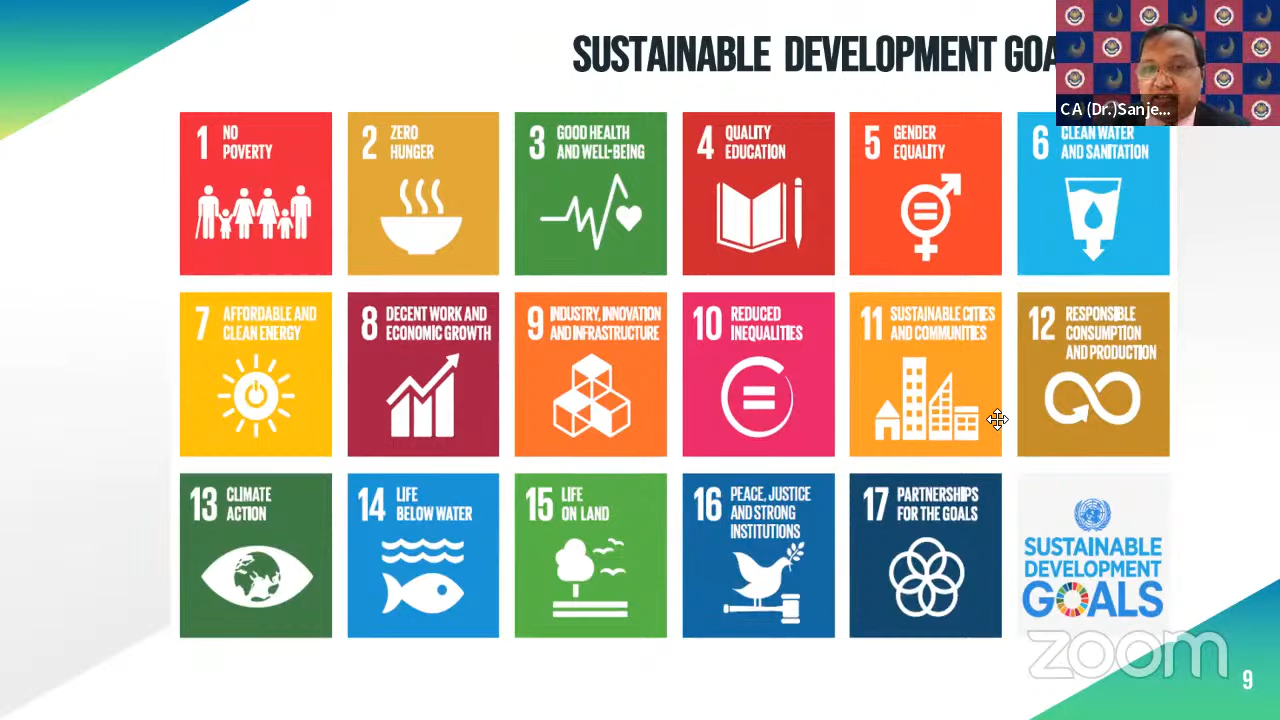 SUSTAINABLE DEVELOPMENT GOA
CA (Dr.)Sanje...
1 NO
POVERTY
2 ZERO
HUNGER
3 GOOD HEALTH
AND WELL-BEING
4 QUALITY
EDUCATION
5 GENDER
EQUALITY
6 CLEAN WATER
AND SANITATION
7 AFFORDABLE AND
CLEAN ENERGY
8 DECENT WORK AND
ECONOMIC GROWTH
9 INDUSTRY, INNOVATION
AND INFRASTRUCTURE
10 REDUCED
INEQUALITIES
11 SUSTAINABLE CITIES
AND COMMUNITIES
12 RESPONSIBLE
CONSUMPTION
AND PRODUCTION
13 CLIMATE
ACTION
14 LIFE
BELOW WATER
15 LIFE
ON LAND
16 PEACE, JUSTICE
AND STRONG
INSTITUTIONS
17 PARTNERSHIPS
FOR THE GOALS
SUSTAINABLE
DEVELOPMENT
GOALS
zoom
9